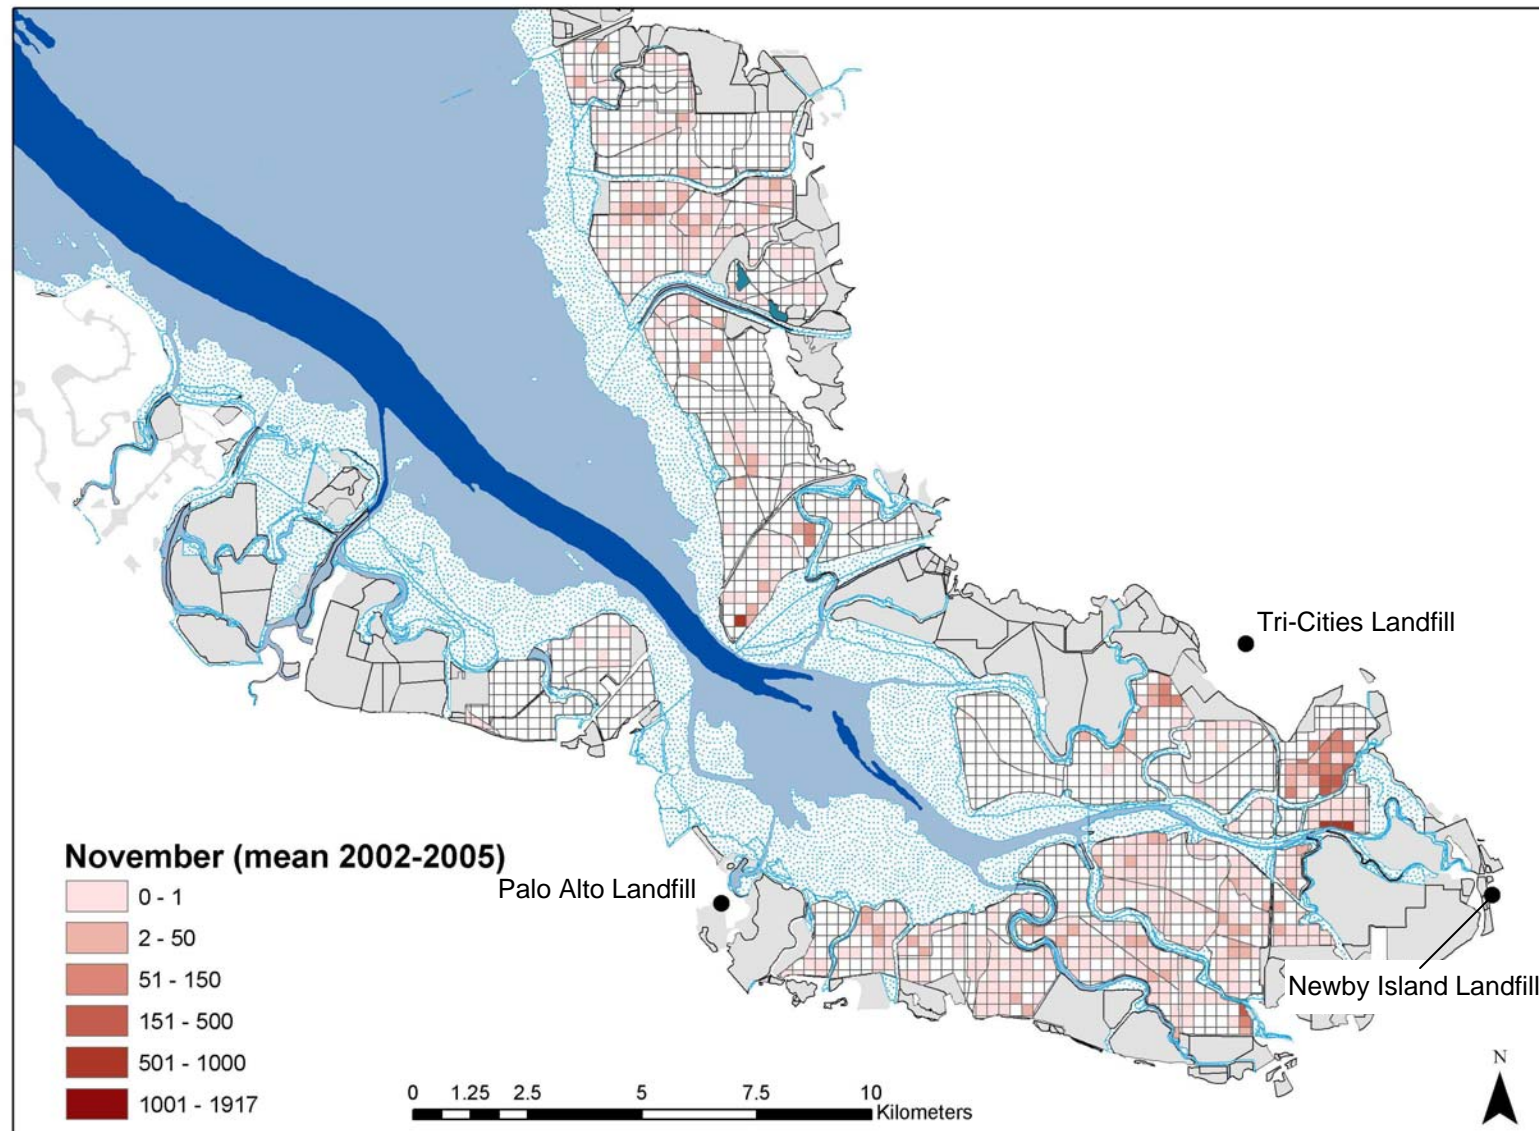 Tri-Cities Landfill
November (mean 2002-2005)
Palo Alto Landfill
0 - 1
2 - 50
51 - 150
151 - 500
501 - 1000
1001 - 1917
Newby Island Landfill
0 1.25 2.5 5 7.5 10
Kilometers
N